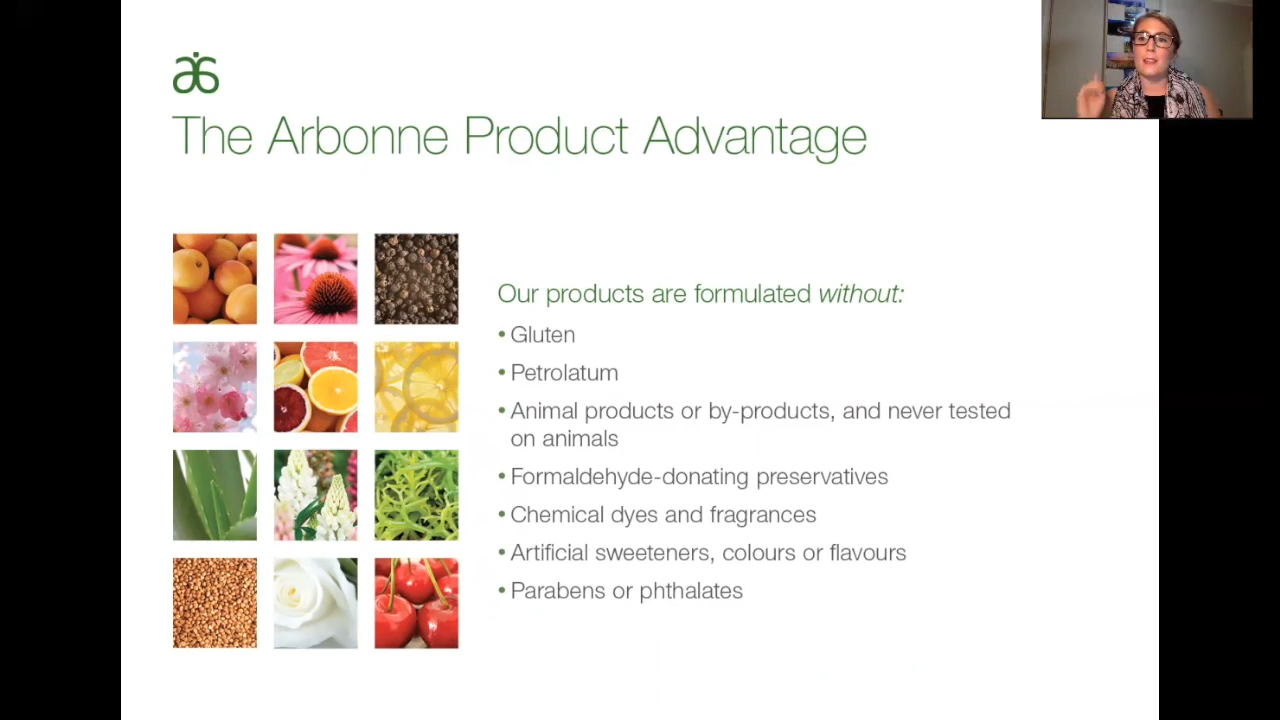 The Arbonne Product Advantage
Our products are formulated without:
• Gluten
• Petrolatum
• Animal products or by-products, and never tested
on animals
• Formaldehyde-donating preservatives
• Chemical dyes and fragrances
• Artificial sweeteners, colours or flavours
• Parabens or phthalates